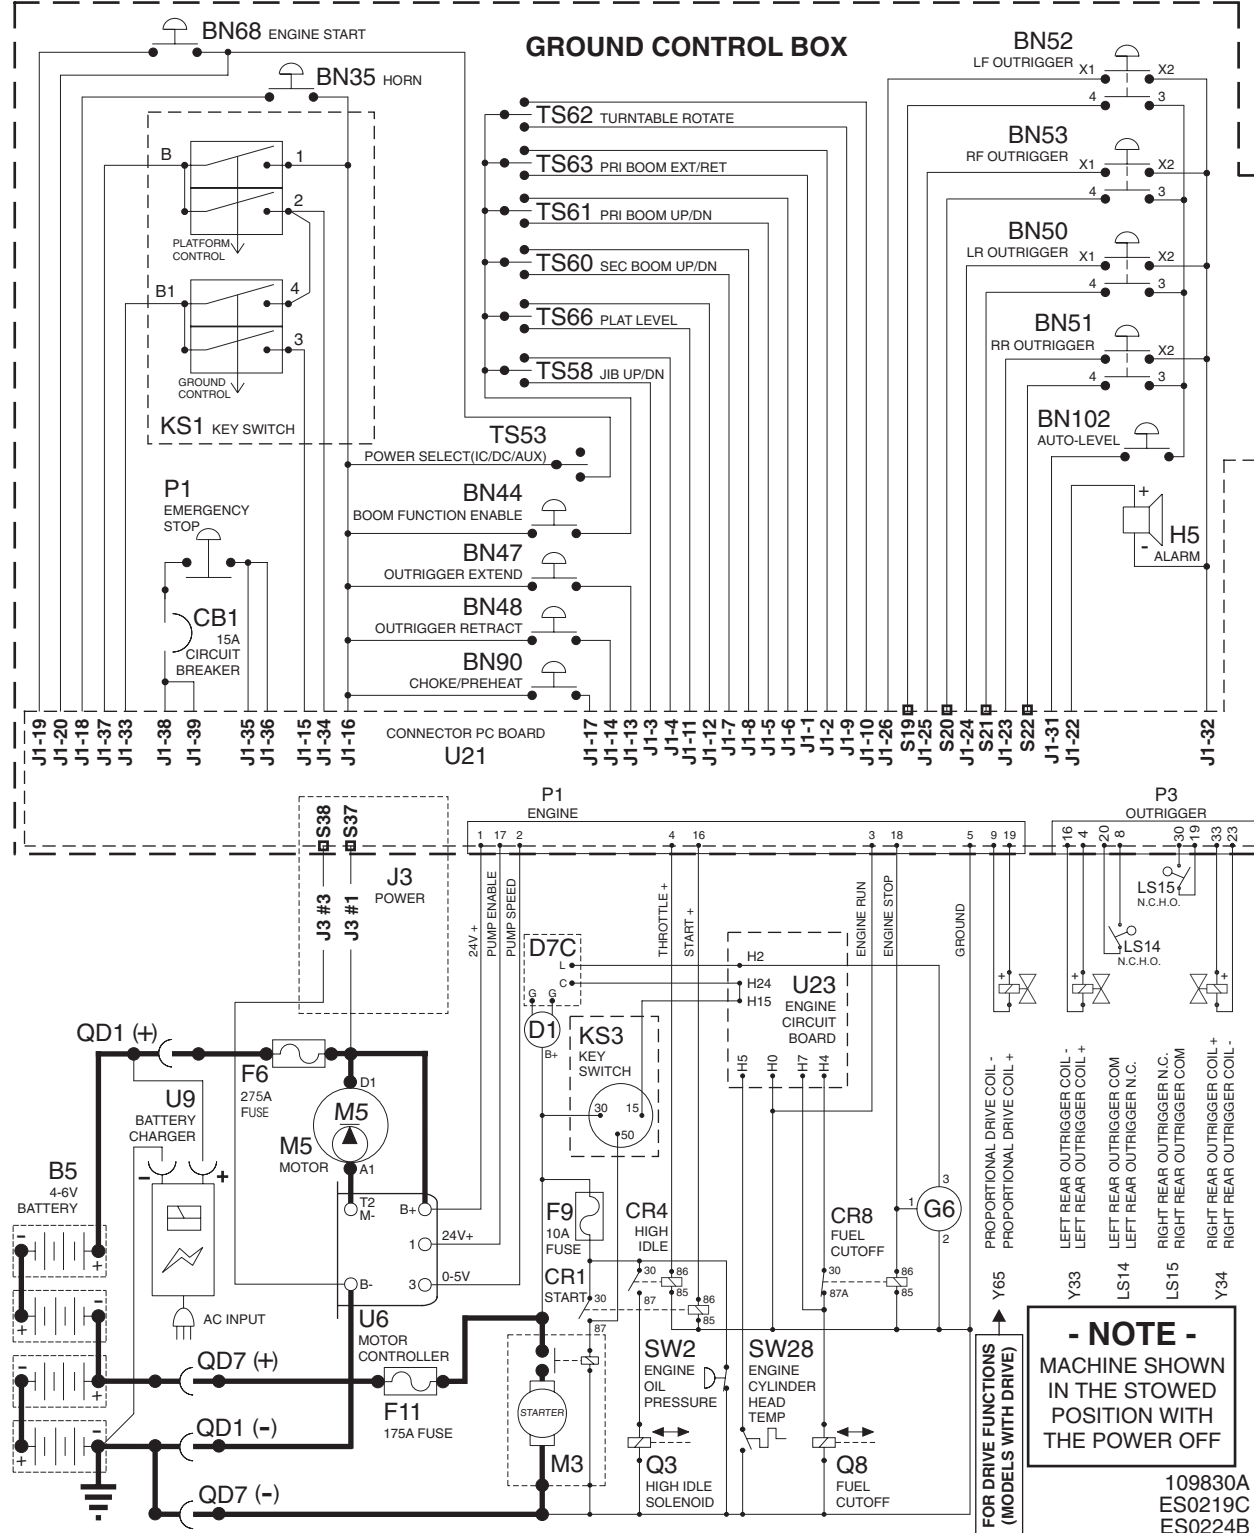 GROUND CONTROL BOX
BN68 ENGINE START
BN35 HORN
B
1
2
PLATFORM
CONTROL
B1
4
3
GROUND
CONTROL
KS1 KEY SWITCH
P1
EMERGENCY
STOP
CB1
15A
CIRCUIT
BREAKER
TS62 TURNTABLE ROTATE
TS63 PRI BOOM EXT/RET
TS61 PRI BOOM UP/DN
TS60 SEC BOOM UP/DN
TS66 PLAT LEVEL
TS58 JIB UP/DN
TS53
POWER SELECT(IC/DC/AUX)
BN44
BOOM FUNCTION ENABLE
BN47
OUTRIGGER EXTEND
BN48
OUTRIGGER RETRACT
BN90
CHOKE/PREHEAT
BN52
LF OUTRIGGER
X1
X2
4
3
BN53
RF OUTRIGGER
X1
X2
4
3
BN50
LR OUTRIGGER
X1
X2
4
3
BN51
RR OUTRIGGER
X2
4
3
BN102
AUTO-LEVEL
+
-
H5
ALARM
J1-19
J1-20
J1-18
J1-37
J1-33
J1-38
J1-39
J1-35
J1-36
J1-15
J1-34
J1-16
CONNECTOR PC BOARD
U21
J1-17
J1-14
J1-13
J1-3
J1-4
J1-11
J1-12
J1-7
J1-8
J1-5
J1-6
J1-1
J1-2
J1-9
J1-10
J1-26
S19
J1-25
S20
J1-24
S21
J1-23
S22
J1-31
J1-22
J1-32
S38
S37
J3
POWER
J3 #3
J3 #1
P1
ENGINE
1 17 2 4 16 3 18 5 9 19
P3
OUTRIGGER
16 4 20 8 30 19 33 23
24V +
PUMP ENABLE
PUMP SPEED
THROTTLE +
START +
ENGINE RUN
ENGINE STOP
GROUND
LS15
N.C.H.O.
LS14
N.C.H.O.
D7C
L
C
G G
D1
B+
H2
H24
H15
U23
ENGINE
CIRCUIT
BOARD
H5
H0
H7
H4
KS3
KEY
SWITCH
30
15
50
+
+
+
PROPORTIONAL DRIVE COIL -
PROPORTIONAL DRIVE COIL +
LEFT REAR OUTRIGGER COIL -
LEFT REAR OUTRIGGER COIL +
LEFT REAR OUTRIGGER COM
LEFT REAR OUTRIGGER N.C.
RIGHT REAR OUTRIGGER N.C.
RIGHT REAR OUTRIGGER COM
RIGHT REAR OUTRIGGER COIL +
RIGHT REAR OUTRIGGER COIL -
Y65
Y33
LS14
LS15
Y34
QD1 (+)
F6
275A
FUSE
U9
BATTERY
CHARGER
-
+
AC INPUT
B5
4-6V
BATTERY
-
+
-
+
-
+
-
+
D1
M5
M5
MOTOR
A1
T2
M-
B+
1
24V+
B-
3
0-5V
U6
MOTOR
CONTROLLER
QD7 (+)
F11
175A FUSE
QD1 (-)
QD7 (-)
F9
10A
FUSE
CR1
START
30
87
86
85
CR4
HIGH
IDLE
30
87
86
85
STARTER
M3
SW2
ENGINE
OIL
PRESSURE
Q3
HIGH IDLE
SOLENOID
SW28
ENGINE
CYLINDER
HEAD
TEMP
CR8
FUEL
CUTOFF
30
87A
86
85
G6
1
3
2
Q8
FUEL
CUTOFF
FOR DRIVE FUNCTIONS
(MODELS WITH DRIVE)
- NOTE -
MACHINE SHOWN
IN THE STOWED
POSITION WITH
THE POWER OFF
109830A
ES0219C
ES0224B